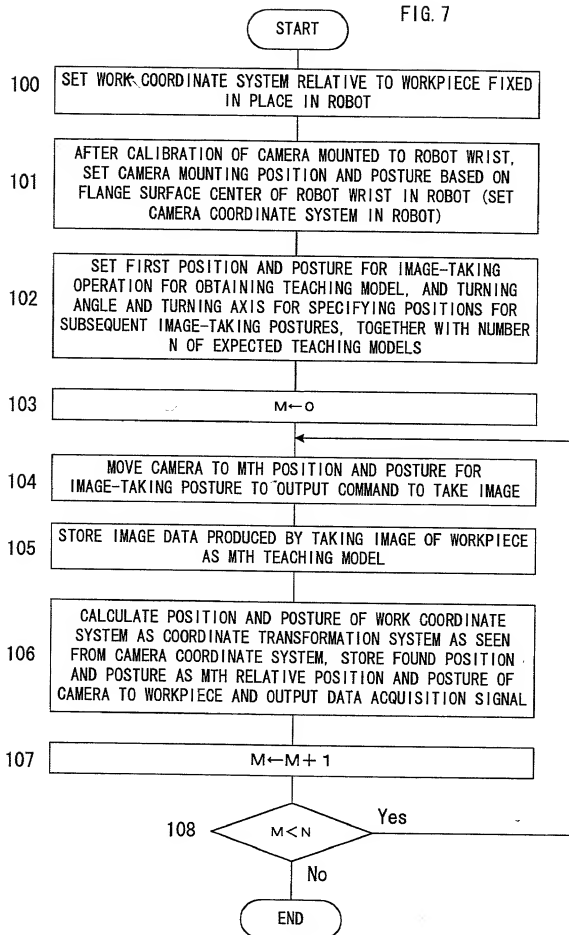 FIG. 7
START
100
SET WORK COORDINATE SYSTEM RELATIVE TO WORKPIECE FIXED
IN PLACE IN ROBOT
101
AFTER CALIBRATION OF CAMERA MOUNTED TO ROBOT WRIST,
SET CAMERA MOUNTING POSITION AND POSTURE BASED ON
FLANGE SURFACE CENTER OF ROBOT WRIST IN ROBOT (SET
CAMERA COORDINATE SYSTEM IN ROBOT)
102
SET FIRST POSITION AND POSTURE FOR IMAGE-TAKING
OPERATION FOR OBTAINING TEACHING MODEL, AND TURNING
ANGLE AND TURNING AXIS FOR SPECIFYING POSITIONS FOR
SUBSEQUENT IMAGE-TAKING POSTURES, TOGETHER WITH NUMBER
N OF EXPECTED TEACHING MODELS
103
M←0
104
MOVE CAMERA TO MTH POSITION AND POSTURE FOR
IMAGE-TAKING POSTURE TO OUTPUT COMMAND TO TAKE IMAGE
105
STORE IMAGE DATA PRODUCED BY TAKING IMAGE OF WORKPIECE
AS MTH TEACHING MODEL
106
CALCULATE POSITION AND POSTURE OF WORK COORDINATE
SYSTEM AS COORDINATE TRANSFORMATION SYSTEM AS SEEN
FROM CAMERA COORDINATE SYSTEM, STORE FOUND POSITION
AND POSTURE AS MTH RELATIVE POSITION AND POSTURE OF
CAMERA TO WORKPIECE AND OUTPUT DATA ACQUISITION SIGNAL
107
M←M+1
108
M<N
Yes
No
END